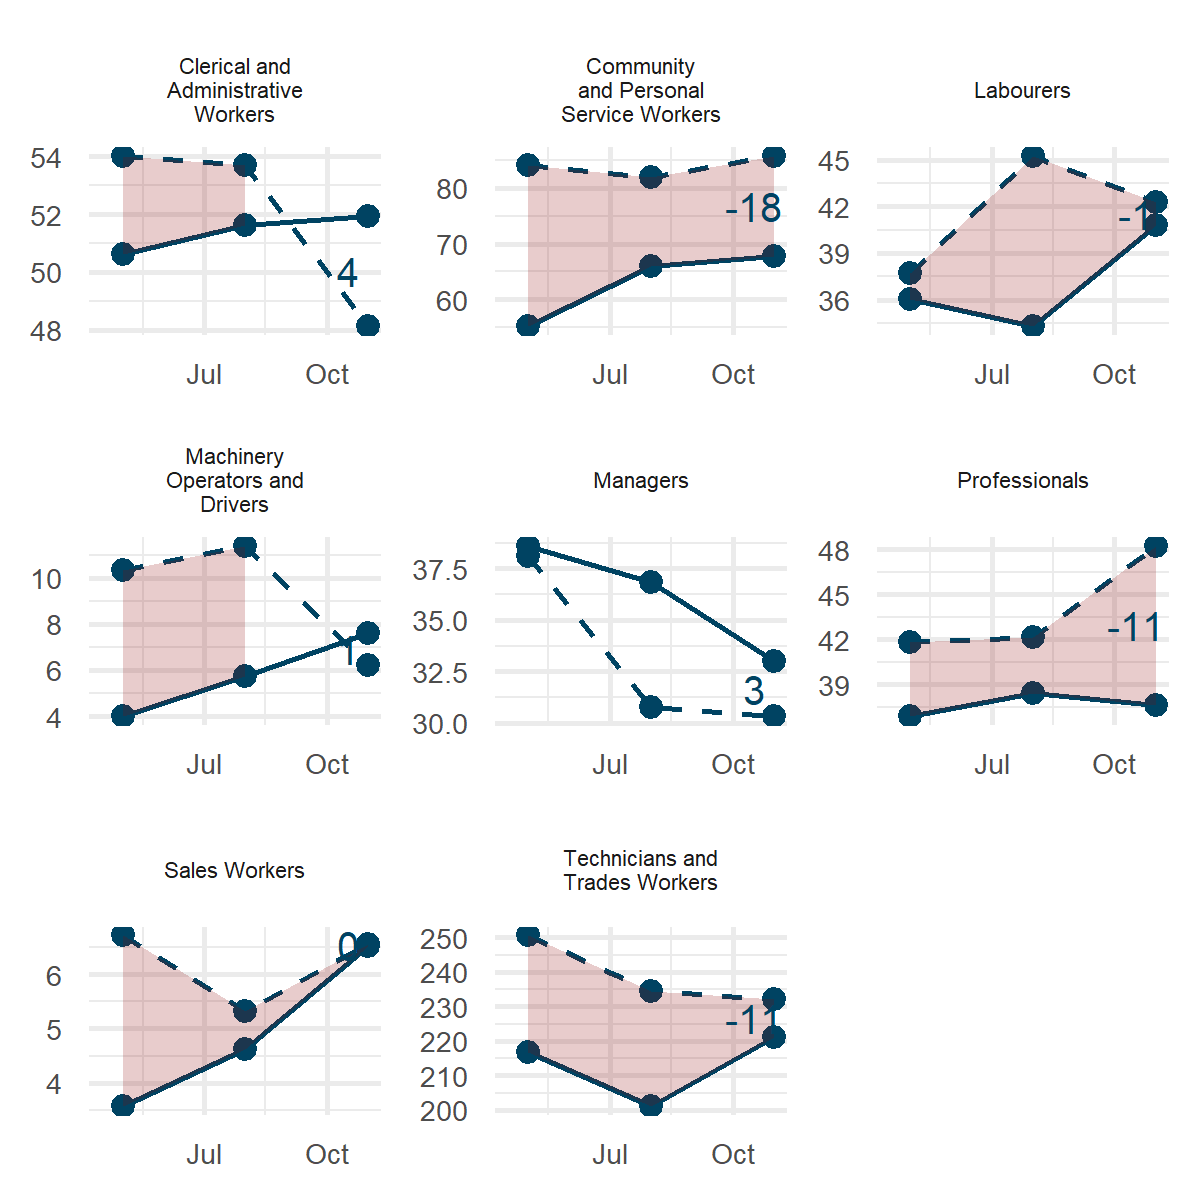 Clerical and
Administrative
Workers
54
52
50
48
4
Jul Oct
Community
and Personal
Service Workers
80
70
60
-18
Jul Oct
Labourers
45
42
39
36
-1
Jul Oct
Machinery
Operators and
Drivers
10
8
6
4
1
Jul Oct
Managers
37.5
35.0
32.5
30.0
3
Jul Oct
Professionals
48
45
42
39
-11
Jul Oct
Sales Workers
6
5
4
0
Jul Oct
Technicians and
Trades Workers
250
240
230
220
210
200
-11
Jul Oct